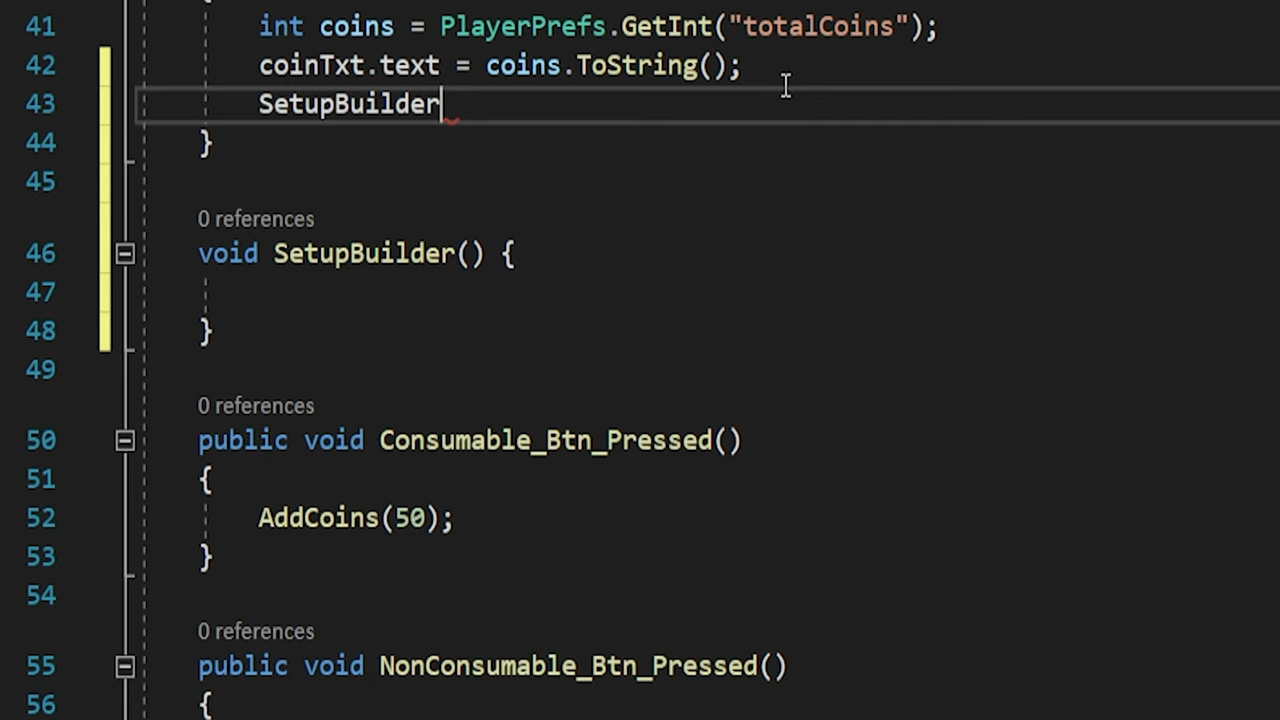 41 int coins = PlayerPrefs.GetInt("totalCoins");
42 coinTxt.text = coins.ToString();
43 SetupBuilder
44 }
45
0 references
46 void SetupBuilder() {
47
48 }
49
0 references
50 public void Consumable_Btn_Pressed()
51 {
52 AddCoins(50);
53 }
54
0 references
55 public void NonConsumable_Btn_Pressed()
56 {